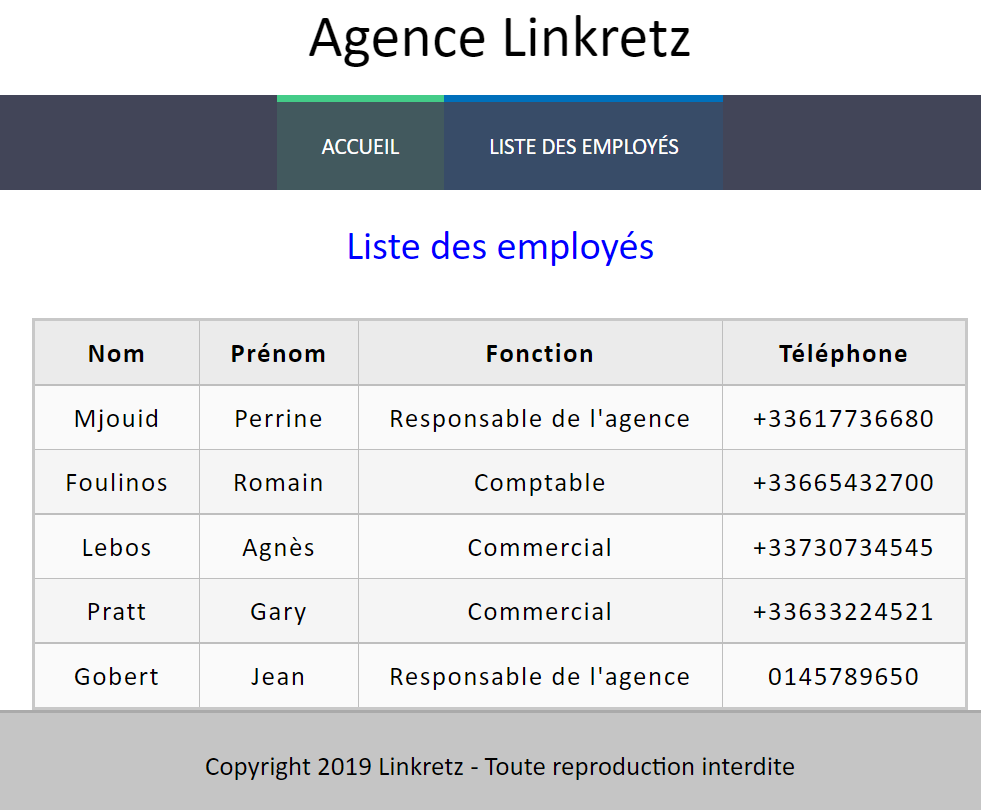 Agence Linkretz
ACCUEIL LISTE DES EMPLOYÉS
Liste des employés
Nom Prénom Fonction Téléphone
Mjouid Perrine Responsable de l'agence +33617736680
Foulinos Romain Comptable +33665432700
Lebos Agnès Commercial +33730734545
Pratt Gary Commercial +33633224521
Gobert Jean Responsable de l'agence 0145789650
Copyright 2019 Linkretz - Toute reproduction interdite